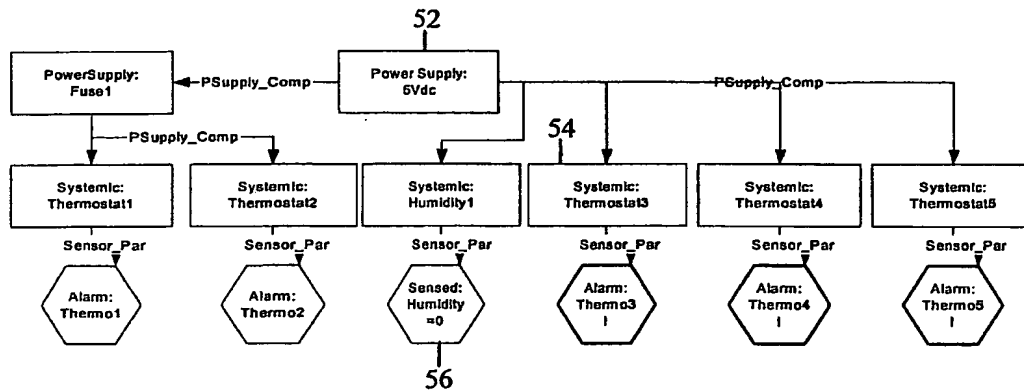 52
PowerSupply:
Fuse1
PSupply_Comp
Power Supply:
5Vdc
PSupply_Comp
PSupply_Comp
54
Systemic:
Thermostat1
Systemic:
Thermostat2
Systemic:
Humidity1
Systemic:
Thermostat3
Systemic:
Thermostat4
Systemic:
Thermostat5
Sensor_Par
Sensor_Par
Sensor_Par
Sensor_Par
Sensor_Par
Sensor_Par
Alarm:
Thermo1
Alarm:
Thermo2
Sensed:
Humidity
=0
Alarm:
Thermo3
!
Alarm:
Thermo4
!
Alarm:
Thermo5
!
56